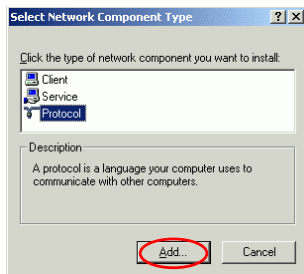 Select Network Component Type
Click the type of network component you want to install:
Client
Service
Protocol
Description
A protocol is a language your computer uses to
communicate with other computers.
Add...
Cancel